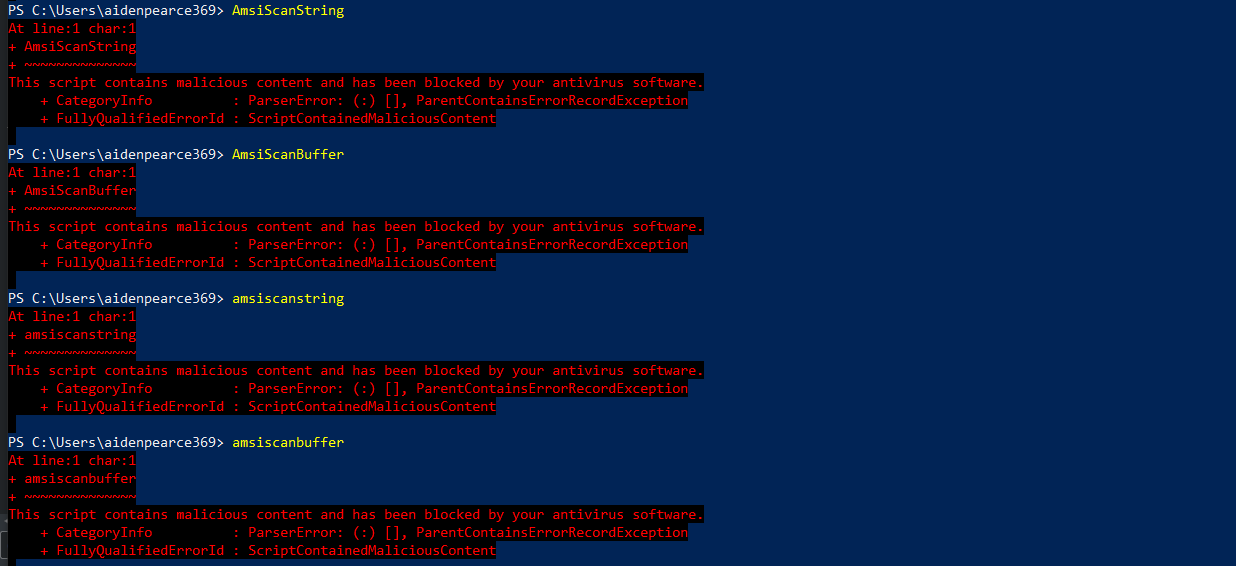 PS C:\Users\aidenpearce369> AmsiScanString
At line:1 char:1
+ AmsiScanString
+ ~~~~~~~~~~~~~~
This script contains malicious content and has been blocked by your antivirus software.
    + CategoryInfo          : ParserError: (:) [], ParentContainsErrorRecordException
    + FullyQualifiedErrorId : ScriptContainedMaliciousContent
PS C:\Users\aidenpearce369> AmsiScanBuffer
At line:1 char:1
+ AmsiScanBuffer
+ ~~~~~~~~~~~~~~
This script contains malicious content and has been blocked by your antivirus software.
    + CategoryInfo          : ParserError: (:) [], ParentContainsErrorRecordException
    + FullyQualifiedErrorId : ScriptContainedMaliciousContent
PS C:\Users\aidenpearce369> amsiscanstring
At line:1 char:1
+ amsiscanstring
+ ~~~~~~~~~~~~~~
This script contains malicious content and has been blocked by your antivirus software.
    + CategoryInfo          : ParserError: (:) [], ParentContainsErrorRecordException
    + FullyQualifiedErrorId : ScriptContainedMaliciousContent
PS C:\Users\aidenpearce369> amsiscanbuffer
At line:1 char:1
+ amsiscanbuffer
+ ~~~~~~~~~~~~~~
This script contains malicious content and has been blocked by your antivirus software.
    + CategoryInfo          : ParserError: (:) [], ParentContainsErrorRecordException
    + FullyQualifiedErrorId : ScriptContainedMaliciousContent